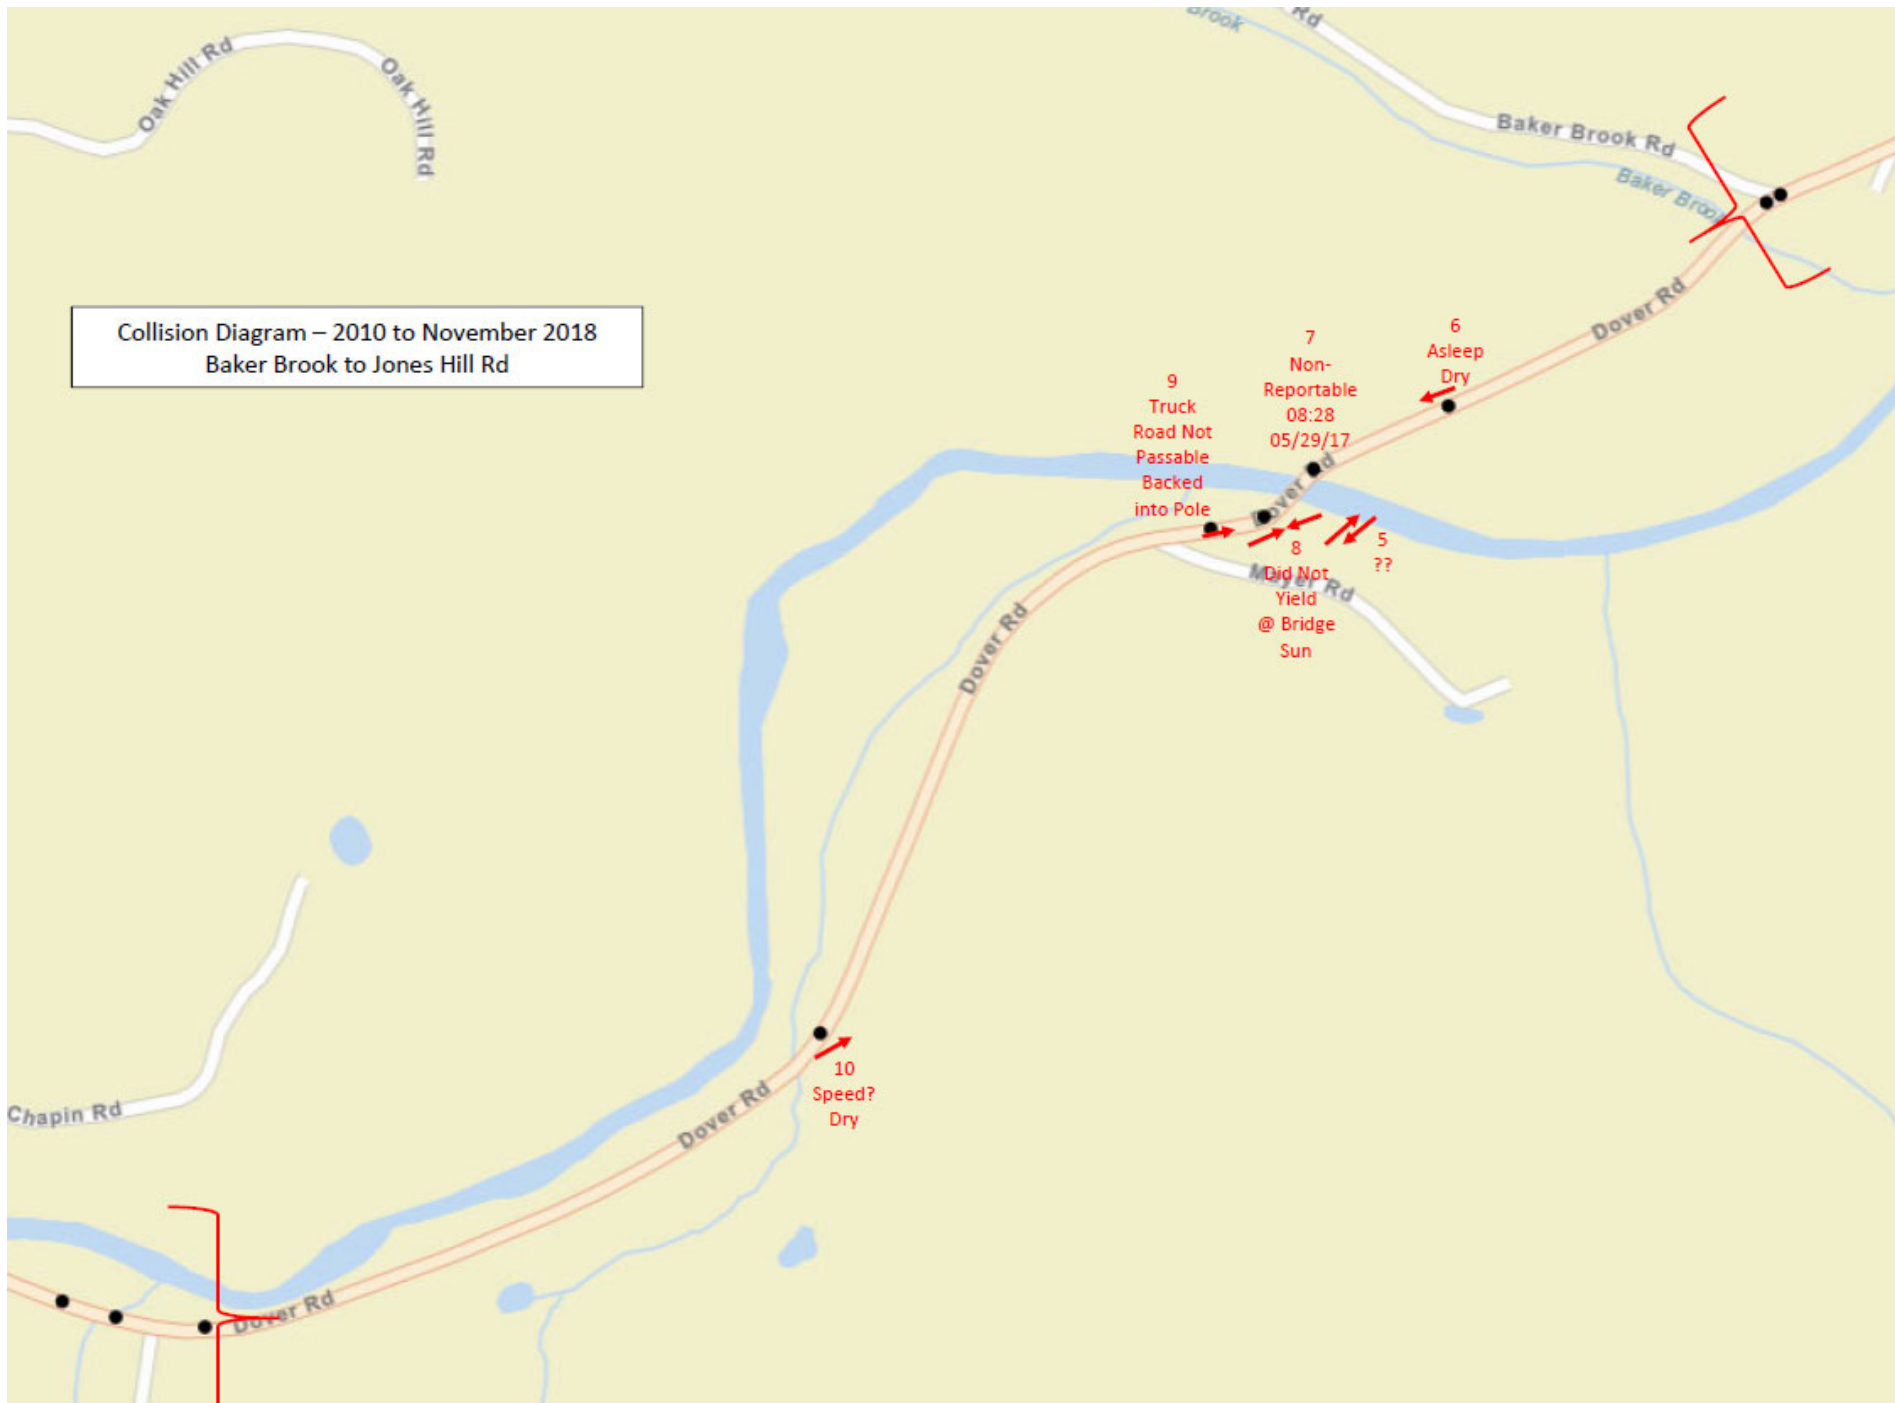 Brook
Rd
Oak Hill Rd
Oak Hill Rd
Baker Brook Rd
Baker Brook
Dover Rd
Collision Diagram – 2010 to November 2018
Baker Brook to Jones Hill Rd
6
Asleep
Dry
7
Non-
Reportable
08:28
05/29/17
9
Truck
Road Not
Passable
Backed
into Pole
Dover Rd
5
??
8
Did Not
Yield
@ Bridge
Sun
Mayer Rd
Dover Rd
10
Speed?
Dry
Dover Rd
Chapin Rd
Dover Rd